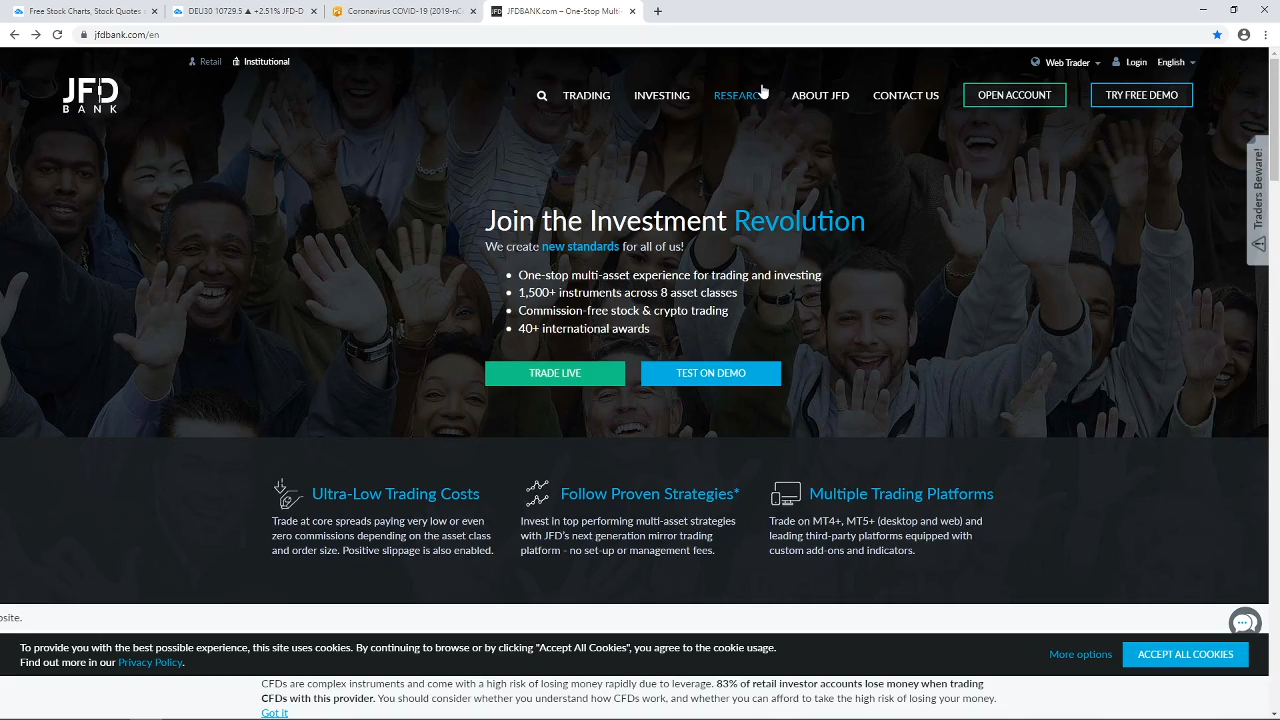 Free Stock Charts, Stock Quotes a
DEU30 10729.5 ▲ +2.51% JFD-D
Coronavirus COVID-19 (2019-nC
JFDBANK.com – One-Stop Multi-
jfdbank.com/en
Retail
Institutional
Web Trader
Login
English
JFD
BANK
TRADING
INVESTING
RESEARC
ABOUT JFD
CONTACT US
OPEN ACCOUNT
TRY FREE DEMO
Traders Beware!
Join the Investment Revolution
We create new standards for all of us!
• One-stop multi-asset experience for trading and investing
• 1,500+ instruments across 8 asset classes
• Commission-free stock & crypto trading
• 40+ international awards
TRADE LIVE
TEST ON DEMO
Ultra-Low Trading Costs
Trade at core spreads paying very low or even
zero commissions depending on the asset class
and order size. Positive slippage is also enabled.
Follow Proven Strategies*
Invest in top performing multi-asset strategies
with JFD's next generation mirror trading
platform - no set-up or management fees.
Multiple Trading Platforms
Trade on MT4+, MT5+ (desktop and web) and
leading third-party platforms equipped with
custom add-ons and indicators.
osite.
To provide you with the best possible experience, this site uses cookies. By continuing to browse or by clicking "Accept All Cookies", you agree to the cookie usage.
Find out more in our Privacy Policy.
More options
ACCEPT ALL COOKIES
CFDs are complex instruments and come with a high risk of losing money rapidly due to leverage. 83% of retail investor accounts lose money when trading
CFDs with this provider. You should consider whether you understand how CFDs work, and whether you can afford to take the high risk of losing your money.
Got it